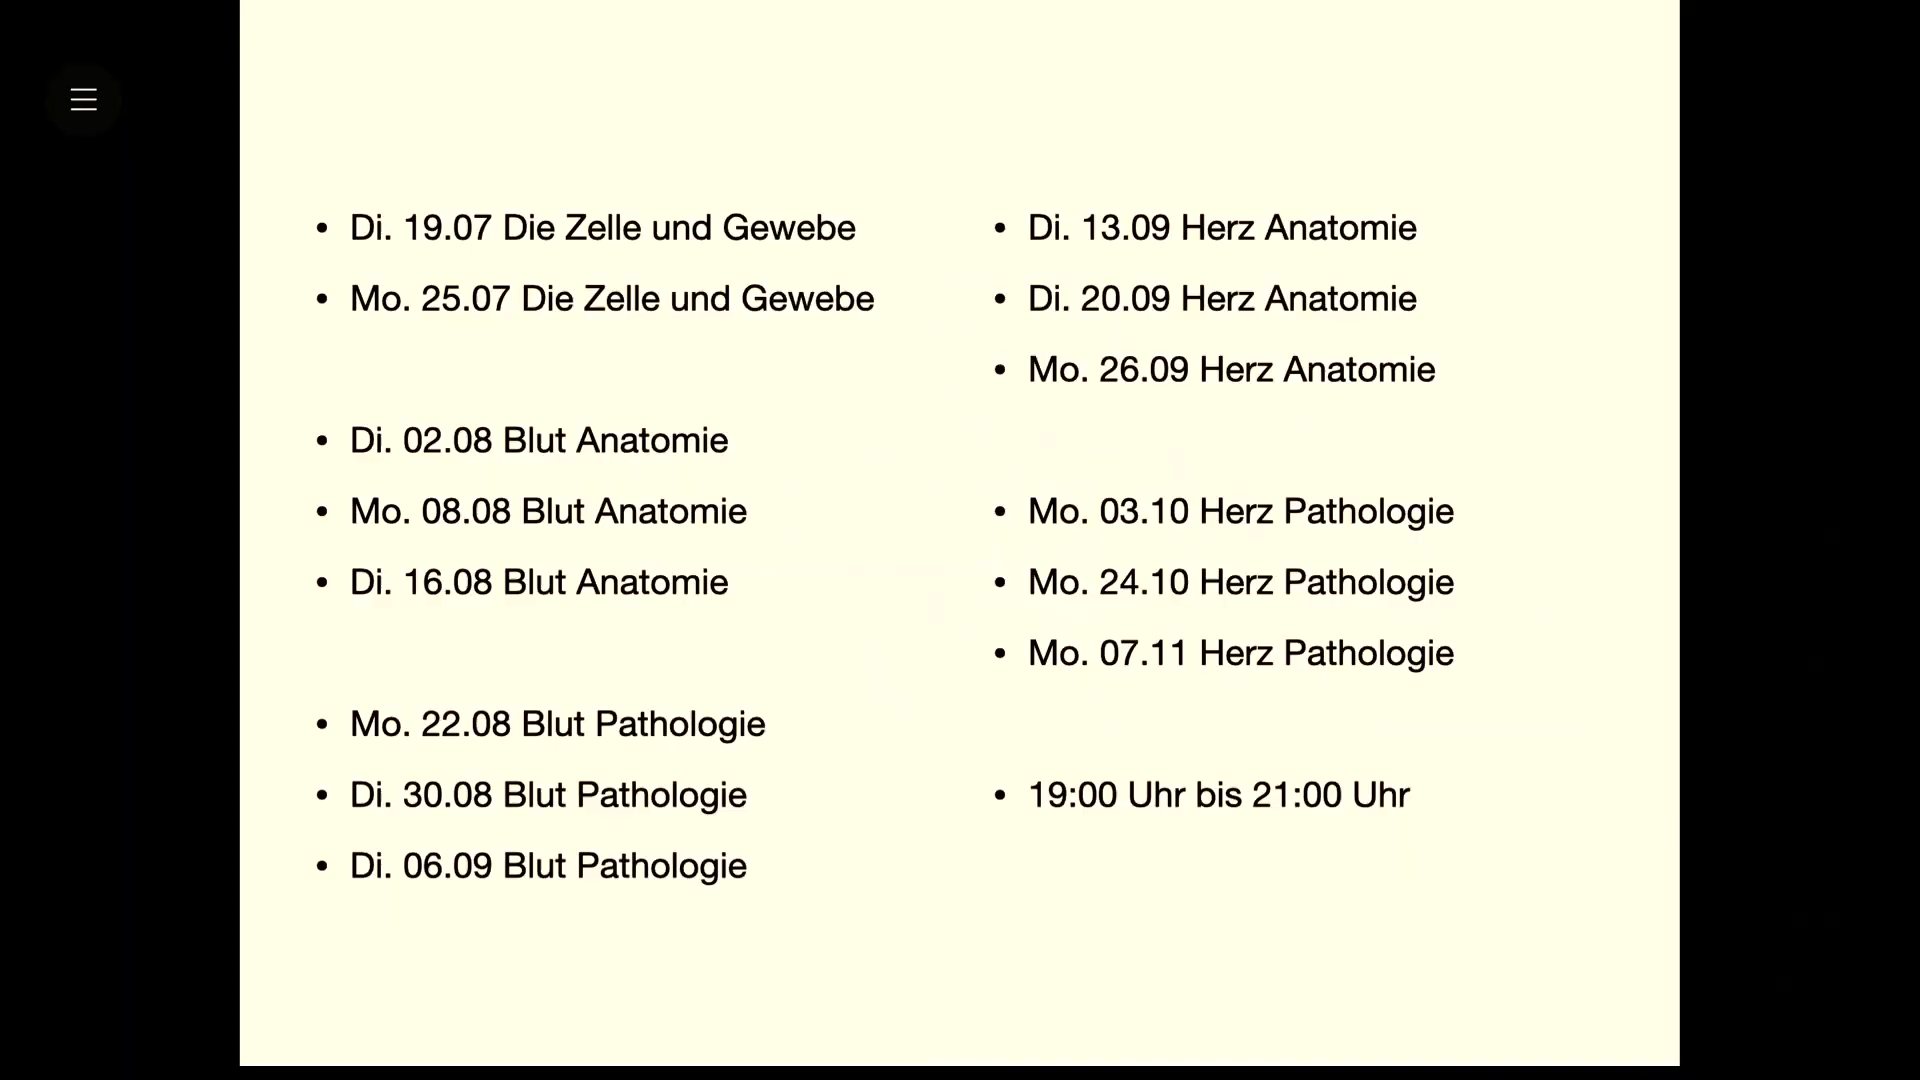 • Di. 19.07 Die Zelle und Gewebe
• Mo. 25.07 Die Zelle und Gewebe
• Di. 02.08 Blut Anatomie
• Mo. 08.08 Blut Anatomie
• Di. 16.08 Blut Anatomie
• Mo. 22.08 Blut Pathologie
• Di. 30.08 Blut Pathologie
• Di. 06.09 Blut Pathologie
• Di. 13.09 Herz Anatomie
• Di. 20.09 Herz Anatomie
• Mo. 26.09 Herz Anatomie
• Mo. 03.10 Herz Pathologie
• Mo. 24.10 Herz Pathologie
• Mo. 07.11 Herz Pathologie
• 19:00 Uhr bis 21:00 Uhr